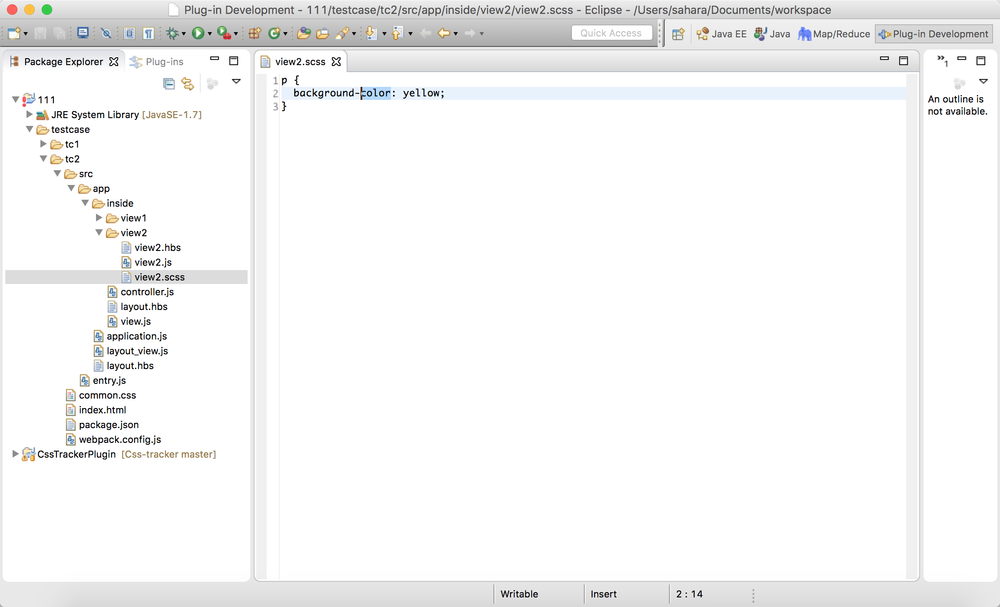 Plug-in Development - 111/testcase/tc2/src/app/inside/view2/view2.scss - Eclipse - /Users/sahara/Documents/workspace
Quick Access
Java EE
Java
Map/Reduce
Plug-in Development
Package Explorer
Plug-ins
111
JRE System Library [JavaSE-1.7]
testcase
tc1
tc2
src
app
inside
view1
view2
view2.hbs
view2.js
view2.scss
controller.js
layout.hbs
view.js
application.js
layout_view.js
layout.hbs
entry.js
common.css
index.html
package.json
webpack.config.js
CssTrackerPlugin [Css-tracker master]
view2.scss
1 p {
2 background-color: yellow;
3 }
»1
An outline is
not available.
Writable
Insert
2 : 14